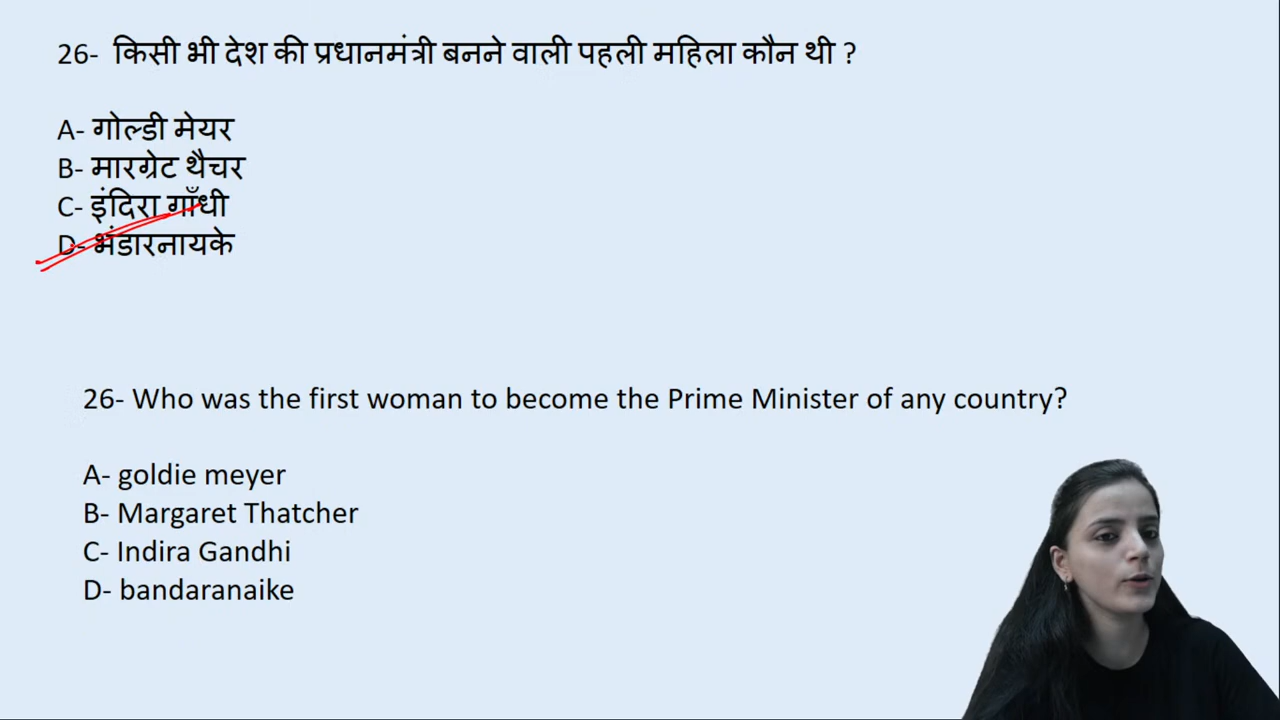 26- किसी भी देश की प्रधानमंत्री बनने वाली पहली महिला कौन थी ?
A- गोल्डी मेयर
B- मारग्रेट थैचर
C- इंदिरा गाँधी
D- भंडारनायके
26- Who was the first woman to become the Prime Minister of any country?
A- goldie meyer
B- Margaret Thatcher
C- Indira Gandhi
D- bandaranaike